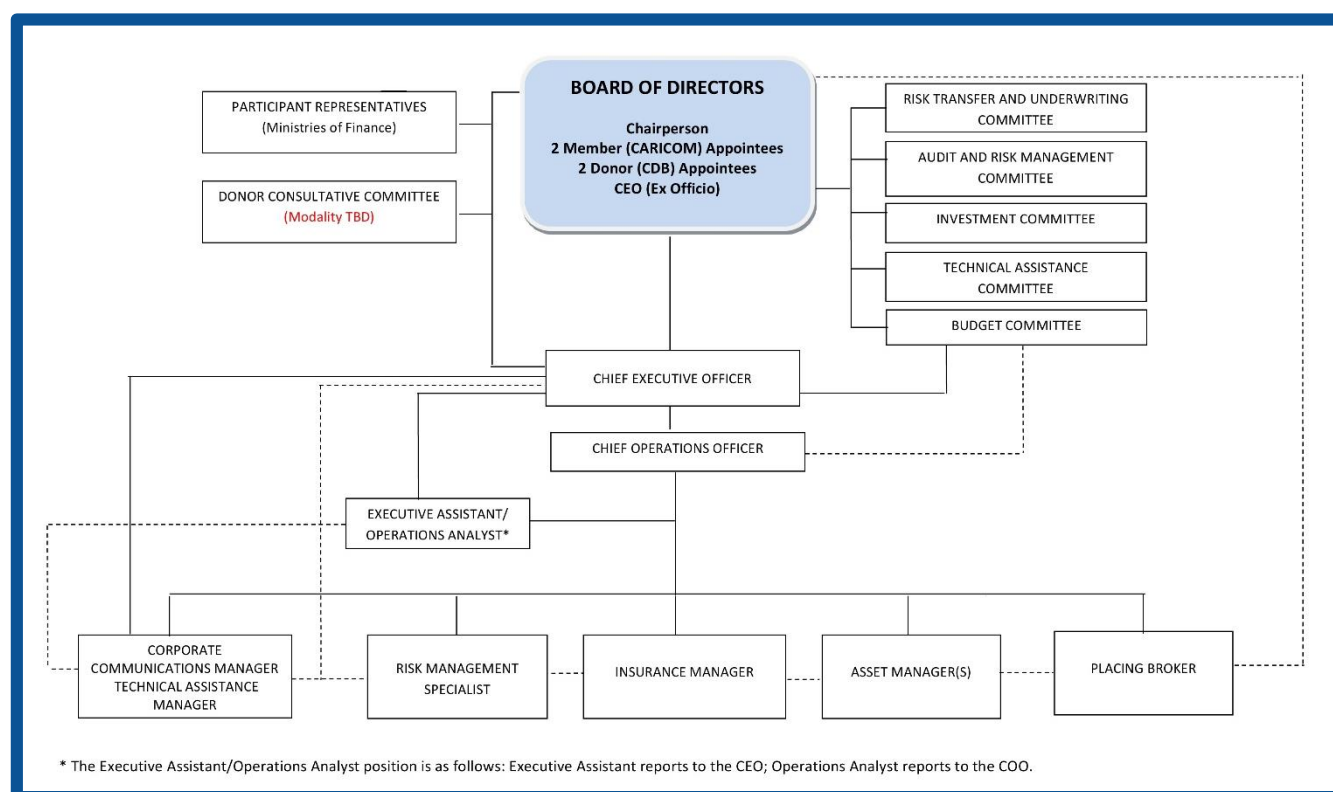 BOARD OF DIRECTORS
Chairperson
2 Member (CARICOM) Appointees
2 Donor (CDB) Appointees
CEO (Ex Officio)
PARTICIPANT REPRESENTATIVES
(Ministries of Finance)
DONOR CONSULTATIVE COMMITTEE
(Modality TBD)
RISK TRANSFER AND UNDERWRITING
COMMITTEE
AUDIT AND RISK MANAGEMENT
COMMITTEE
INVESTMENT COMMITTEE
TECHNICAL ASSISTANCE
COMMITTEE
BUDGET COMMITTEE
CHIEF EXECUTIVE OFFICER
CHIEF OPERATIONS OFFICER
EXECUTIVE ASSISTANT/
OPERATIONS ANALYST*
CORPORATE
COMMUNICATIONS MANAGER
TECHNICAL ASSISTANCE
MANAGER
RISK MANAGEMENT
SPECIALIST
INSURANCE MANAGER
ASSET MANAGER(S)
PLACING BROKER
* The Executive Assistant/Operations Analyst position is as follows: Executive Assistant reports to the CEO; Operations Analyst reports to the COO.